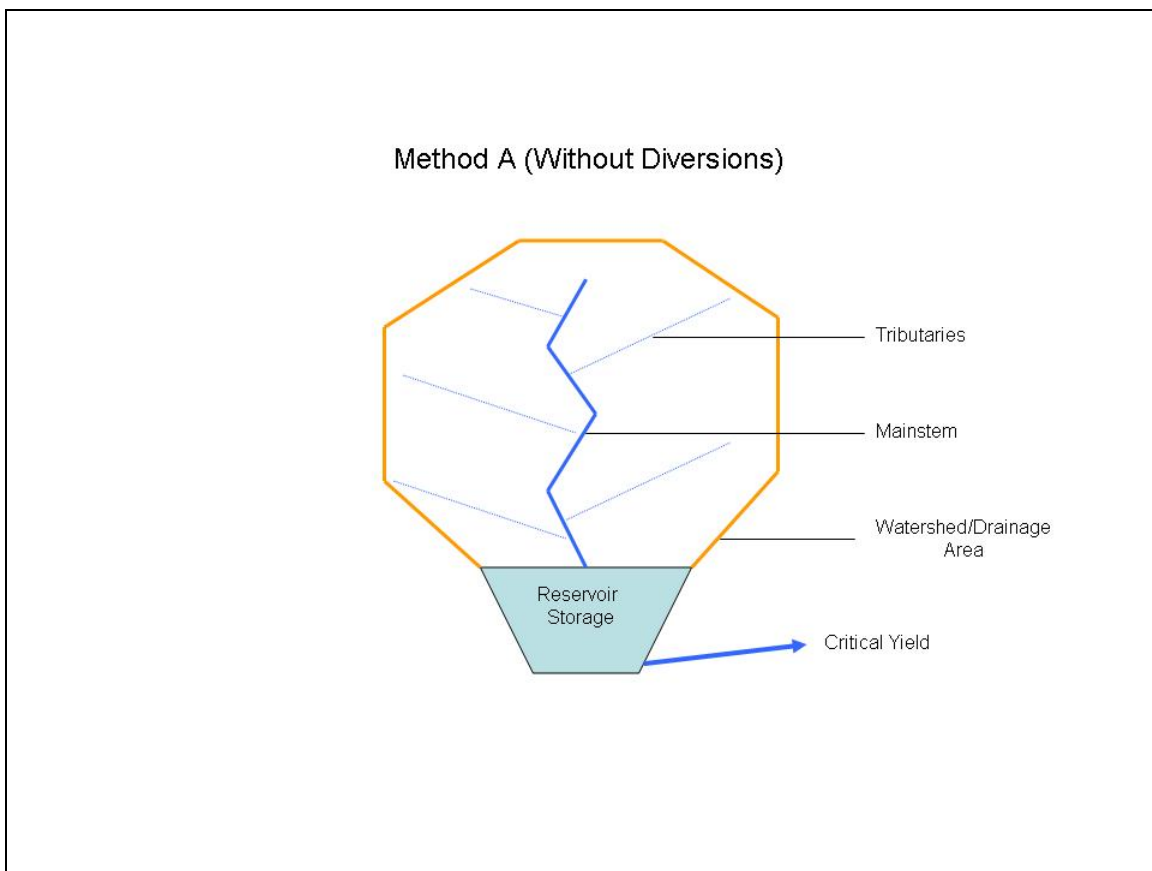 Method A (Without Diversions)
Tributaries
Mainstem
Watershed/Drainage
Area
Reservoir
Storage
Critical Yield